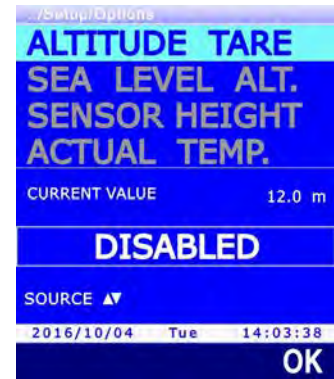 ../Setup/Options
ALTITUDE TARE
SEA LEVEL ALT.
SENSOR HEIGHT
ACTUAL TEMP.
CURRENT VALUE 12.0 m
DISABLED
SOURCE ▲▼
2016/10/04 Tue 14:03:38
OK